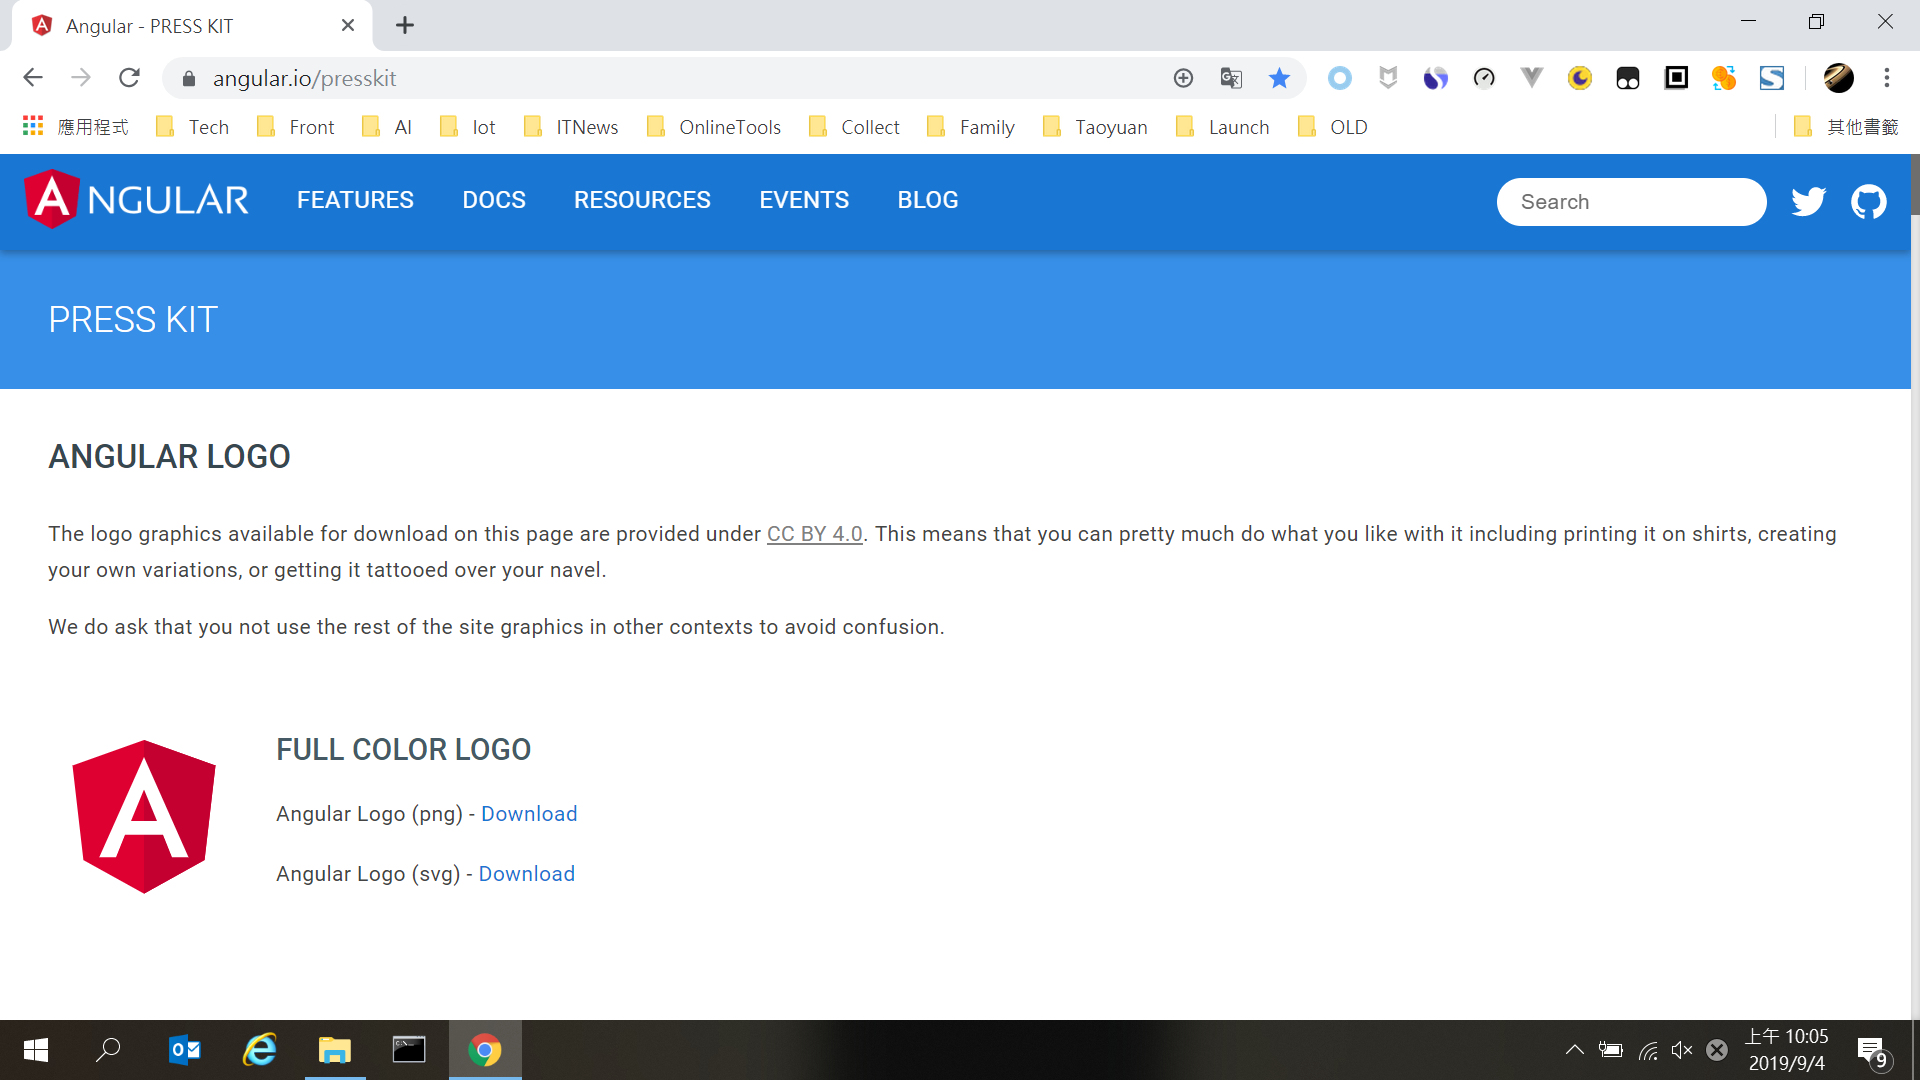 Angular - PRESS KIT
angular.io/presskit
應用程式 Tech Front AI Iot ITNews OnlineTools Collect Family Taoyuan Launch OLD 其他書籤
ANGULAR FEATURES DOCS RESOURCES EVENTS BLOG Search
PRESS KIT
ANGULAR LOGO
The logo graphics available for download on this page are provided under CC BY 4.0. This means that you can pretty much do what you like with it including printing it on shirts, creating
your own variations, or getting it tattooed over your navel.
We do ask that you not use the rest of the site graphics in other contexts to avoid confusion.
A
FULL COLOR LOGO
Angular Logo (png) - Download
Angular Logo (svg) - Download
上午 10:05
2019/9/4
9